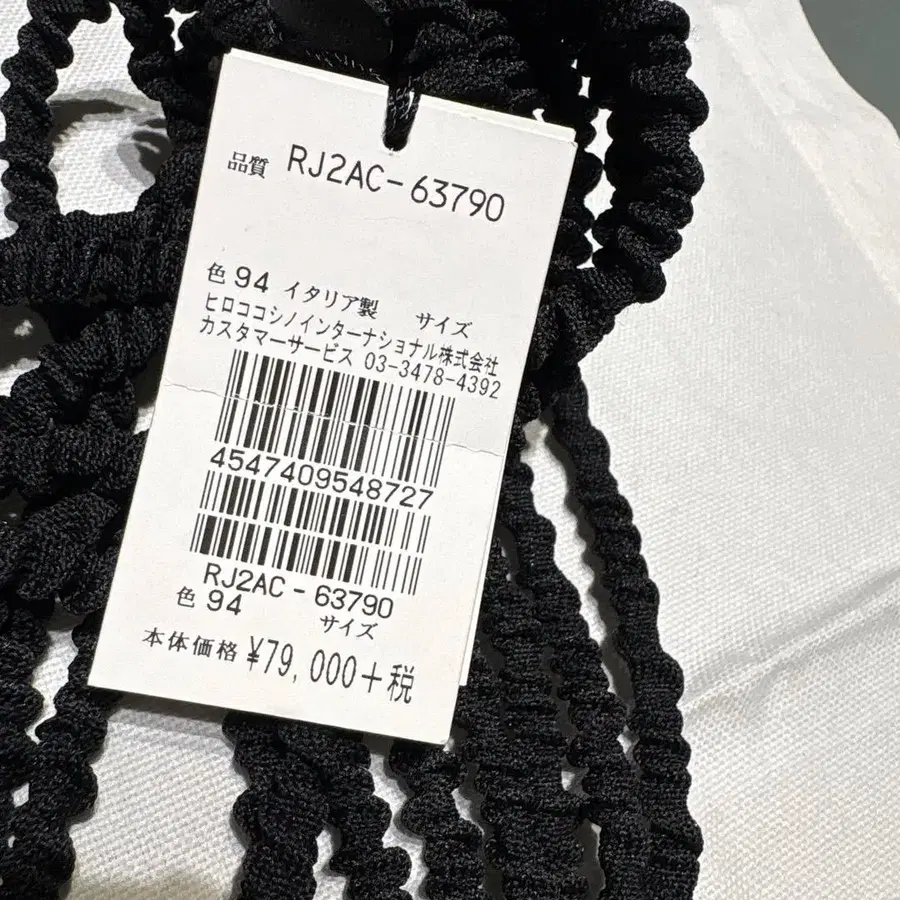 品質 RJ2AC-63790
色 94 イタリア製 サイズ
ヒロココシノインターナショナル株式会社
カスタマーサービス 03-3478-4392
4547409548727
RJ2AC-63790
色 94 サイズ
本体価格 ¥79,000+税